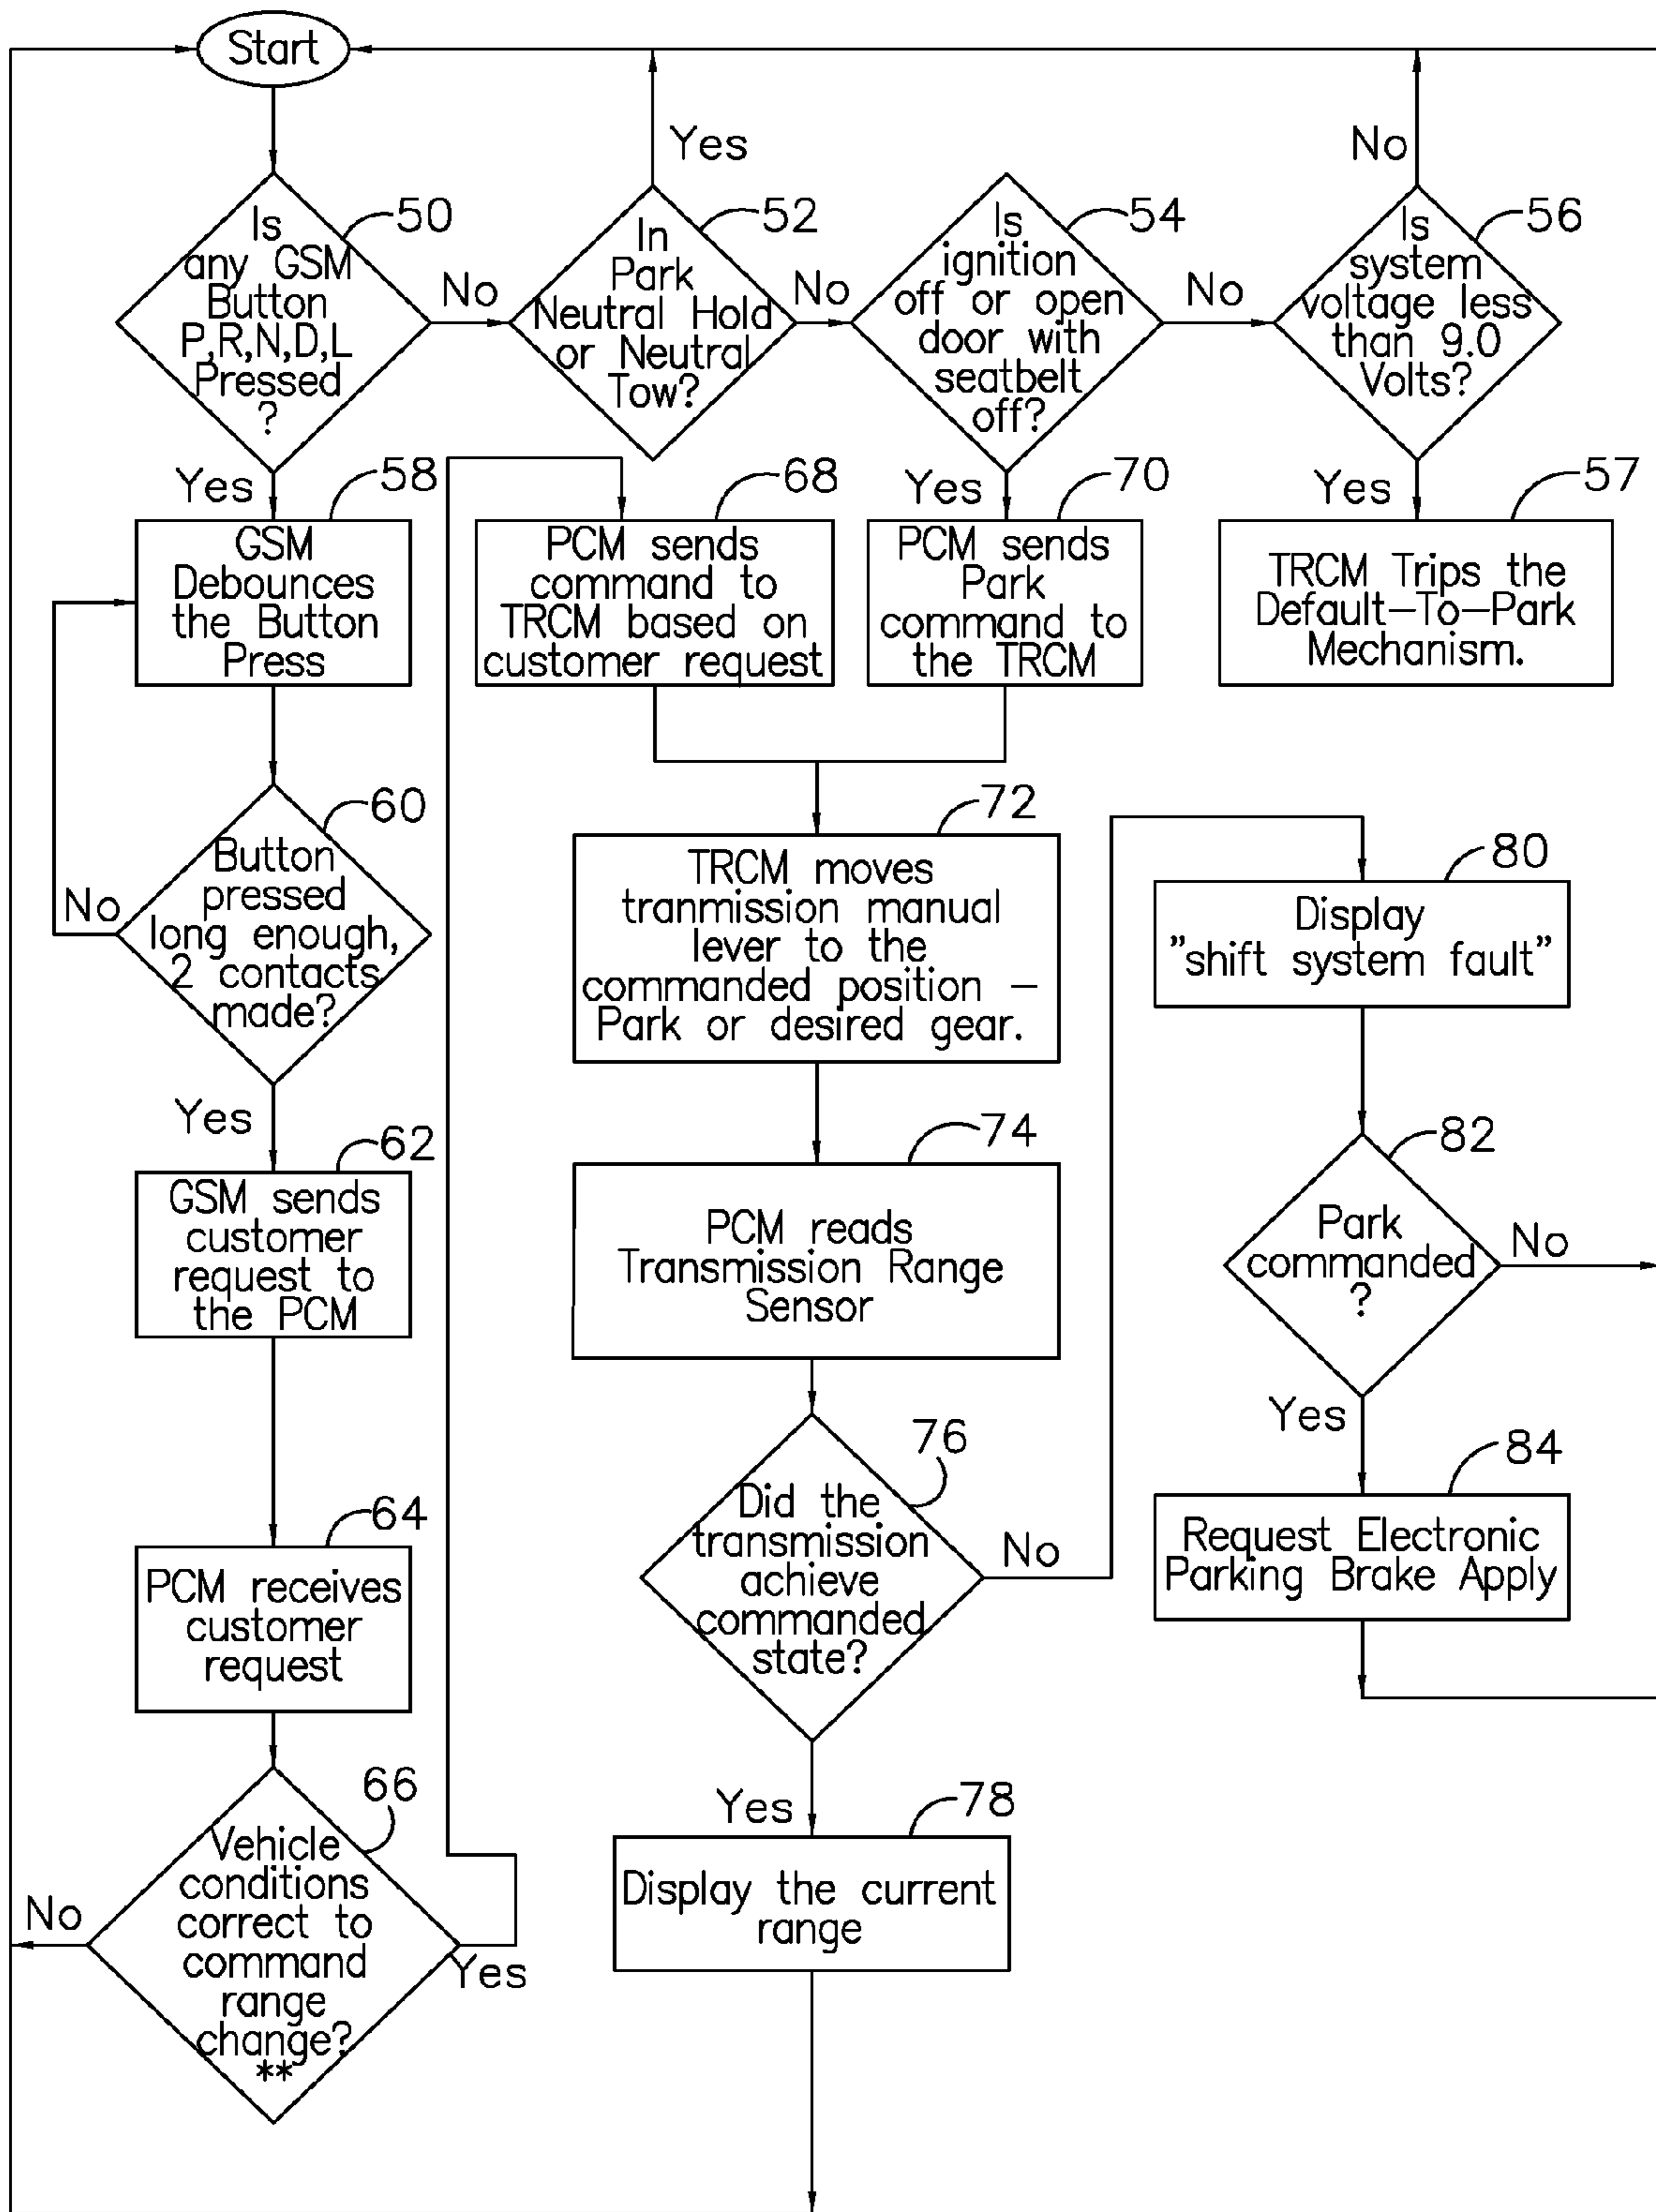 Start
Yes
No
Is
any GSM
Button
P,R,N,D,L
Pressed
?
50
No
In
Park
Neutral Hold
or Neutral
Tow?
52
No
Is
ignition
off or open
door with
seatbelt
off?
54
No
Is
system
voltage less
than 9.0
Volts?
56
Yes
58
GSM
Debounces
the Button
Press
68
PCM sends
command to
TRCM based on
customer request
Yes
70
PCM sends
Park
command to
the TRCM
Yes
57
TRCM Trips the
Default-To-Park
Mechanism.
60
Button
pressed
long enough,
2 contacts
made?
No
Yes
62
GSM sends
customer
request to
the PCM
64
PCM receives
customer
request
66
Vehicle
conditions
correct to
command
range
change?
**
No
Yes
72
TRCM moves
tranmission manual
lever to the
commanded position –
Park or desired gear.
74
PCM reads
Transmission Range
Sensor
76
Did the
transmission
achieve
commanded
state?
No
Yes
78
Display the current
range
80
Display
"shift system fault"
82
Park
commanded
?
No
Yes
84
Request Electronic
Parking Brake Apply